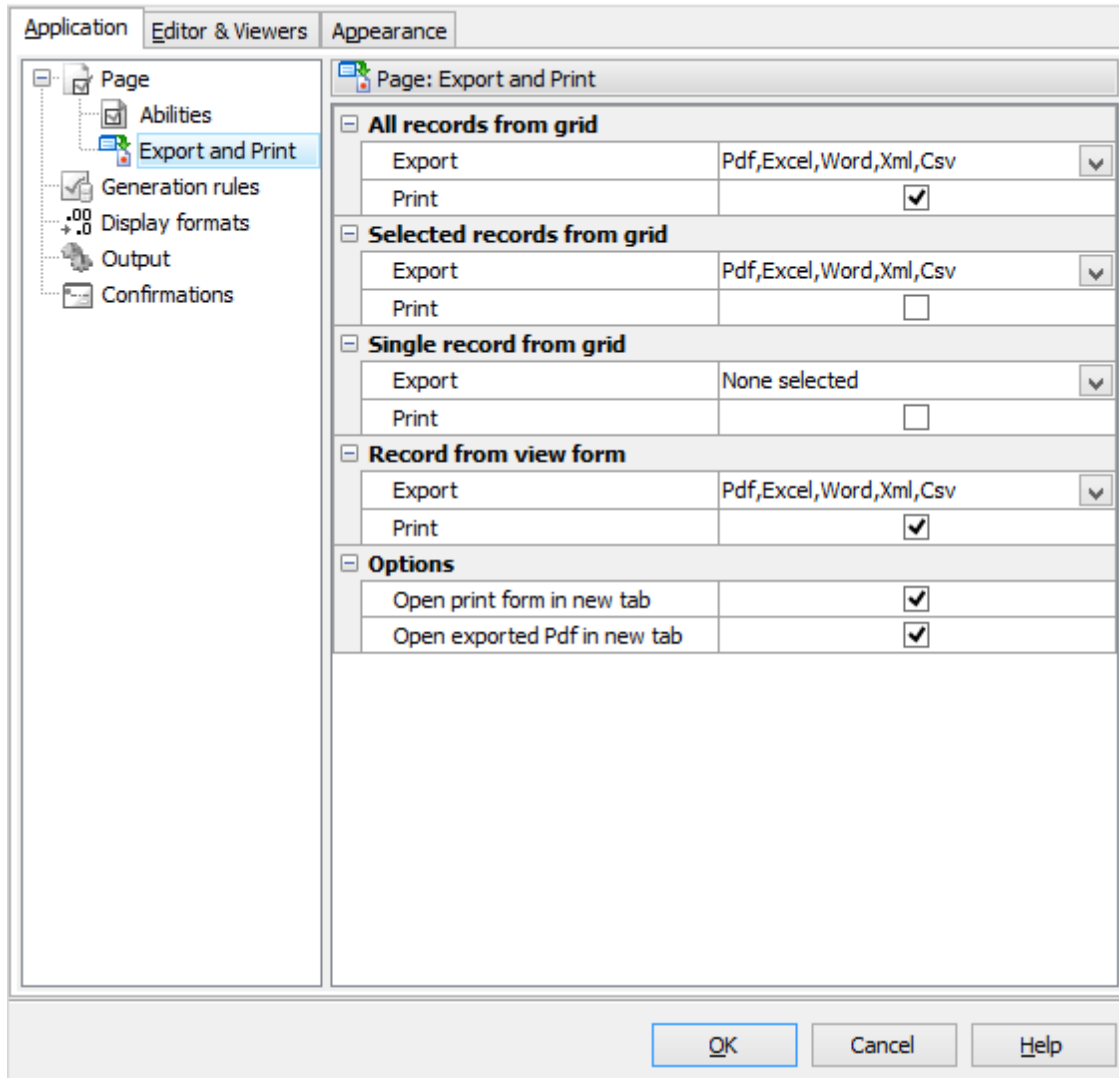 Application Editor & Viewers Appearance
Page
Abilities
Export and Print
Generation rules
Display formats
Output
Confirmations
Page: Export and Print
All records from grid
Export Pdf,Excel,Word,Xml,Csv
Print
Selected records from grid
Export Pdf,Excel,Word,Xml,Csv
Print
Single record from grid
Export None selected
Print
Record from view form
Export Pdf,Excel,Word,Xml,Csv
Print
Options
Open print form in new tab
Open exported Pdf in new tab
OK Cancel Help